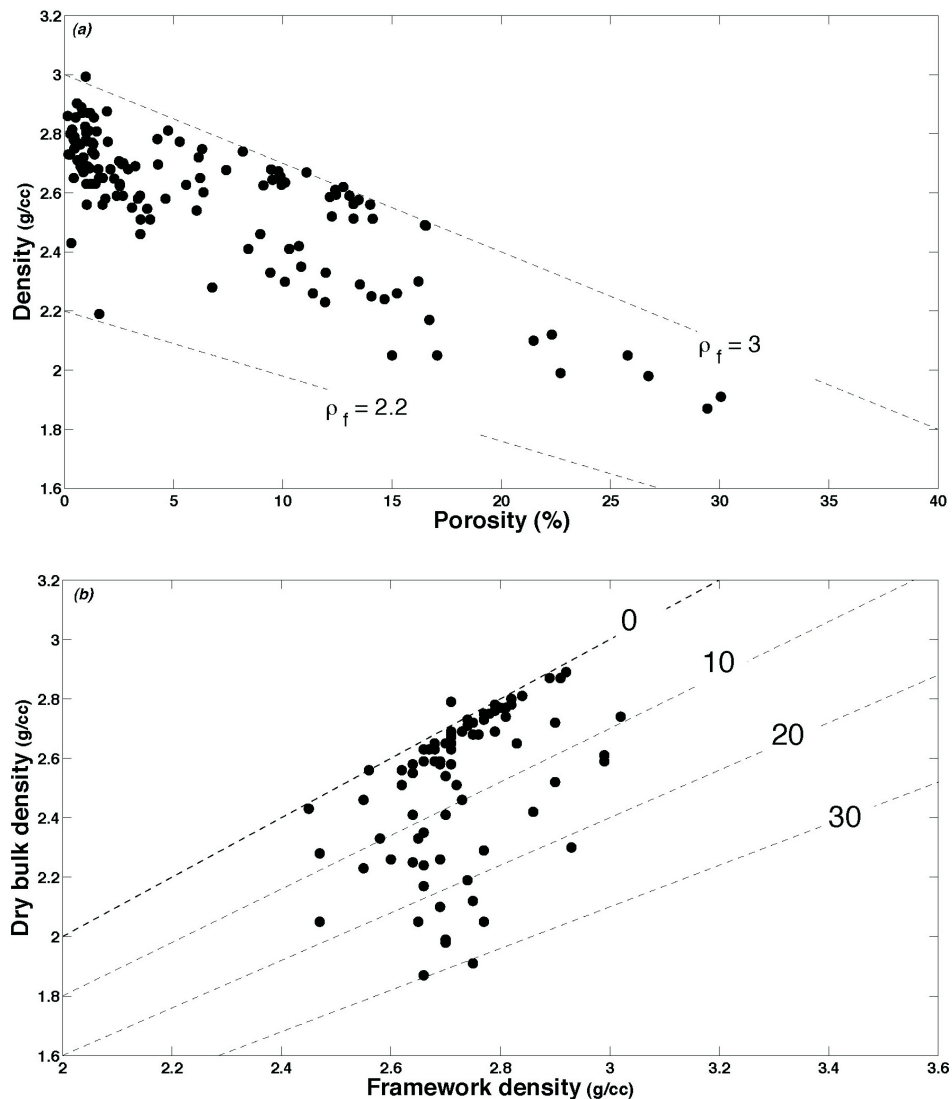 (a)
3.2
3
2.8
2.6
2.4
2.2
2
1.8
1.6
Density (g/cc)
ρf = 3
ρf = 2.2
0 5 10 15 20 25 30 35 40
Porosity (%)
(b)
3.2
3
2.8
2.6
2.4
2.2
2
1.8
1.6
Dry bulk density (g/cc)
0
10
20
30
2 2.2 2.4 2.6 2.8 3 3.2 3.4 3.6
Framework density (g/cc)